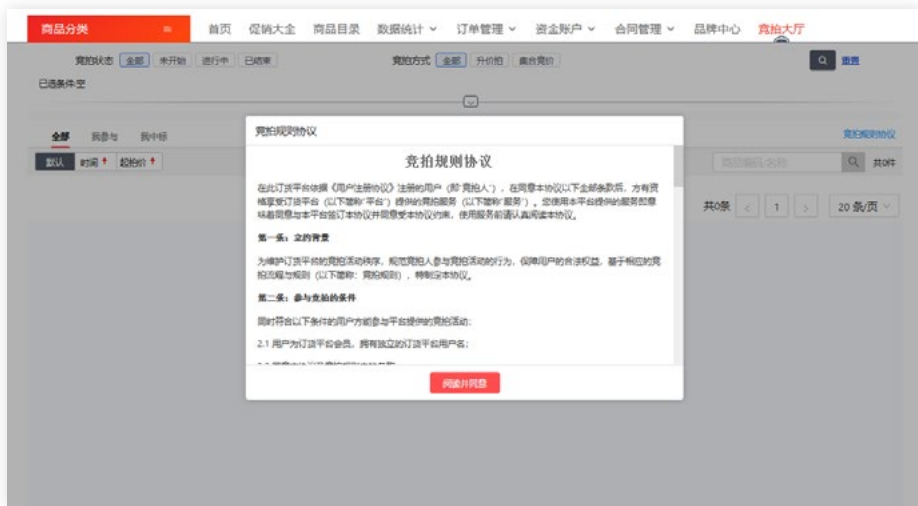 商品分类 首页 促销大全 商品目录 数据统计 订单管理 资金账户 合同管理 品牌中心 竞拍大厅
竞拍状态 全部 未开始 进行中 已结束 竞拍方式 全部 升价拍 重置
已选条件:空
全部 我参与 我中标 竞拍规则协议
默认 时间 起拍价 商品编码/名称 共0件
共0条 1 20 条/页
竞拍规则协议
竞拍规则协议
在此订货平台依据《用户注册协议》注册的用户（即“竞拍人”），在同意本协议以下全部条款后，方有资
格享受订货平台（以下简称“平台”）提供的竞拍服务（以下简称“服务”）。您使用本平台提供的服务即意
味着同意与本平台签订本协议并同意受本协议约束，使用服务前请认真阅读本协议。
第一条：立约背景
为维护订货平台的竞拍活动秩序，规范竞拍人参与竞拍活动的行为，保障用户的合法权益，基于相应的竞
拍流程与规则（以下简称：竞拍规则），特制定本协议。
第二条：参与竞拍的条件
同时符合以下条件的用户方能参与平台提供的竞拍活动：
2.1 用户为订货平台会员，拥有独立的订货平台用户名；
阅读并同意